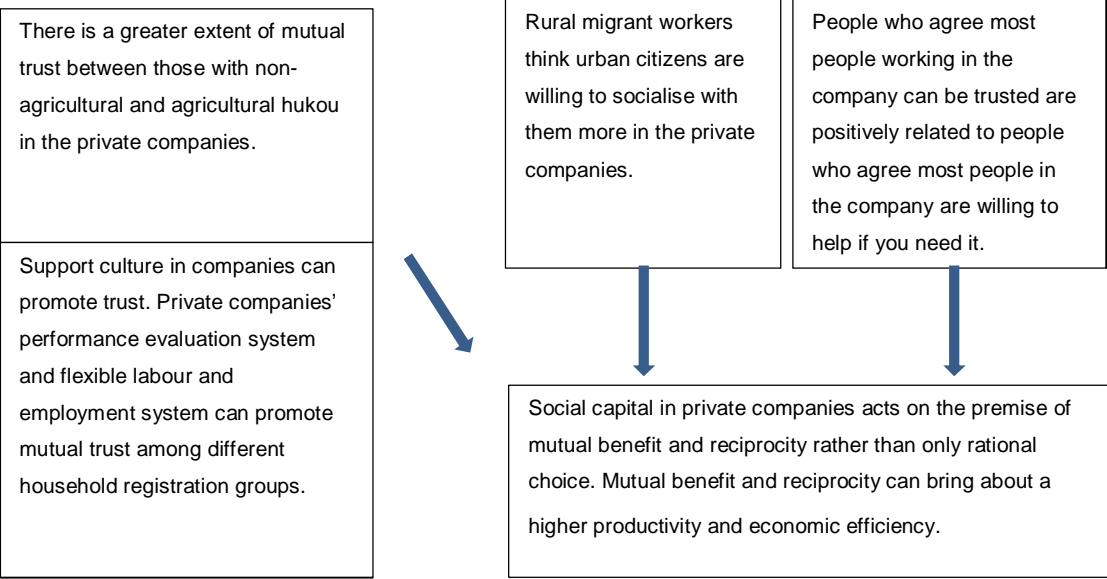 There is a greater extent of mutual
trust between those with non-
agricultural and agricultural hukou
in the private companies.
Support culture in companies can
promote trust. Private companies’
performance evaluation system
and flexible labour and
employment system can promote
mutual trust among different
household registration groups.
Rural migrant workers
think urban citizens are
willing to socialise with
them more in the private
companies.
People who agree most
people working in the
company can be trusted are
positively related to people
who agree most people in
the company are willing to
help if you need it.
Social capital in private companies acts on the premise of
mutual benefit and reciprocity rather than only rational
choice. Mutual benefit and reciprocity can bring about a
higher productivity and economic efficiency.